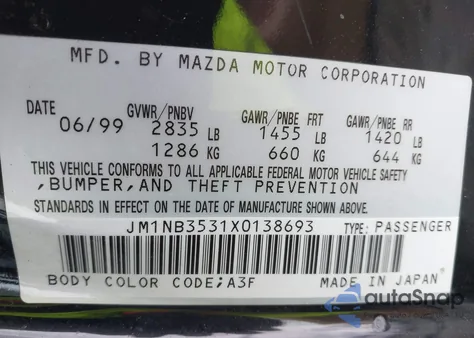 MFD. BY MAZDA MOTOR CORPORATION
DATE GVWR/PNBV GAWR/PNBE FRT GAWR/PNBE RR
06/99 2835 LB 1455 LB 1420 LB
1286 KG 660 KG 644 KG
THIS VEHICLE CONFORMS TO ALL APPLICABLE FEDERAL MOTOR VEHICLE SAFETY
,BUMPER,AND THEFT PREVENTION
STANDARDS IN EFFECT ON THE DATE OF MANUFACTURE SHOWN ABOVE.
JM1NB3531X0138693 TYPE: PASSENGER
BODY COLOR CODE;A3F MADE IN JAPAN
autoSnap